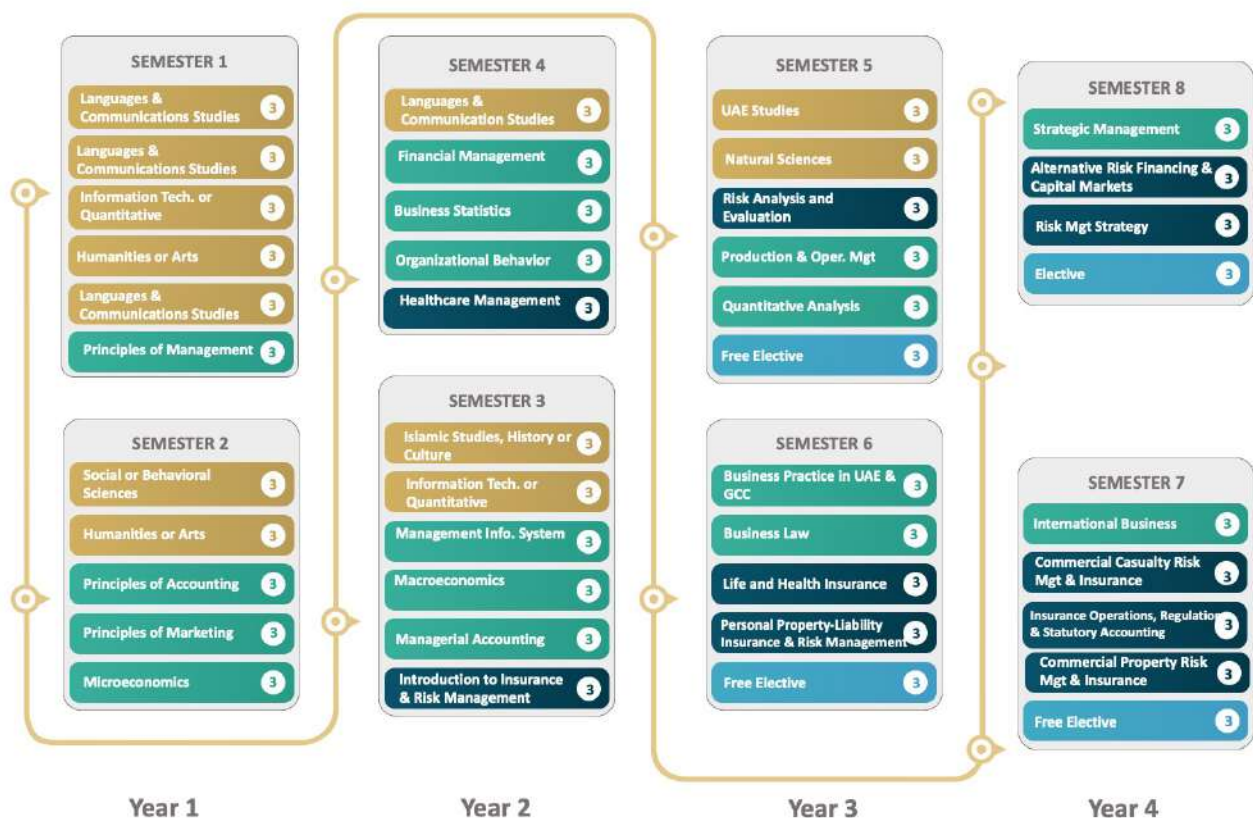 SEMESTER 1
Languages &
Communications Studies
3
Languages &
Communications Studies
3
Information Tech. or
Quantitative
3
Humanities or Arts
3
Languages &
Communications Studies
3
Principles of Management
3
SEMESTER 2
Social or Behavioral
Sciences
3
Humanities or Arts
3
Principles of Accounting
3
Principles of Marketing
3
Microeconomics
3
SEMESTER 4
Languages &
Communication Studies
3
Financial Management
3
Business Statistics
3
Organizational Behavior
3
Healthcare Management
3
SEMESTER 3
Islamic Studies, History or
Culture
3
Information Tech. or
Quantitative
3
Management Info. System
3
Macroeconomics
3
Managerial Accounting
3
Introduction to Insurance
& Risk Management
3
SEMESTER 5
UAE Studies
3
Natural Sciences
3
Risk Analysis and
Evaluation
3
Production & Oper. Mgt
3
Quantitative Analysis
3
Free Elective
3
SEMESTER 6
Business Practice in UAE &
GCC
3
Business Law
3
Life and Health Insurance
3
Personal Property-Liability
Insurance & Risk Management
3
Free Elective
3
SEMESTER 8
Strategic Management
3
Alternative Risk Financing &
Capital Markets
3
Risk Mgt Strategy
3
Elective
3
SEMESTER 7
International Business
3
Commercial Casualty Risk
Mgt & Insurance
3
Insurance Operations, Regulation
& Statutory Accounting
3
Commercial Property Risk
Mgt & Insurance
3
Free Elective
3
Year 1
Year 2
Year 3
Year 4